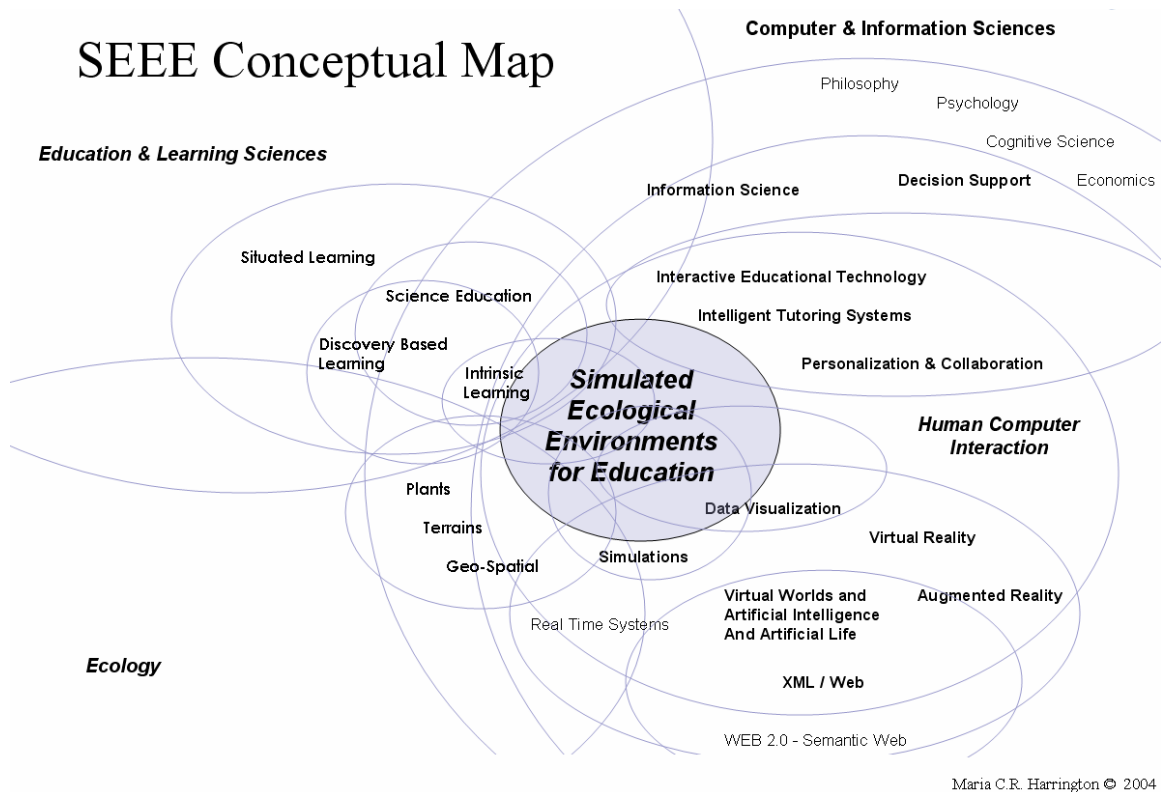 SEEE Conceptual Map
Computer & Information Sciences
Philosophy
Psychology
Cognitive Science
Education & Learning Sciences
Information Science
Decision Support
Economics
Situated Learning
Science Education
Discovery Based
Learning
Intrinsic
Learning
Interactive Educational Technology
Intelligent Tutoring Systems
Personalization & Collaboration
Simulated
Ecological
Environments
for Education
Human Computer
Interaction
Plants
Terrains
Geo-Spatial
Data Visualization
Simulations
Virtual Reality
Real Time Systems
Virtual Worlds and
Artificial Intelligence
And Artificial Life
Augmented Reality
Ecology
XML / Web
WEB 2.0 - Semantic Web
Maria C.R. Harrington © 2004